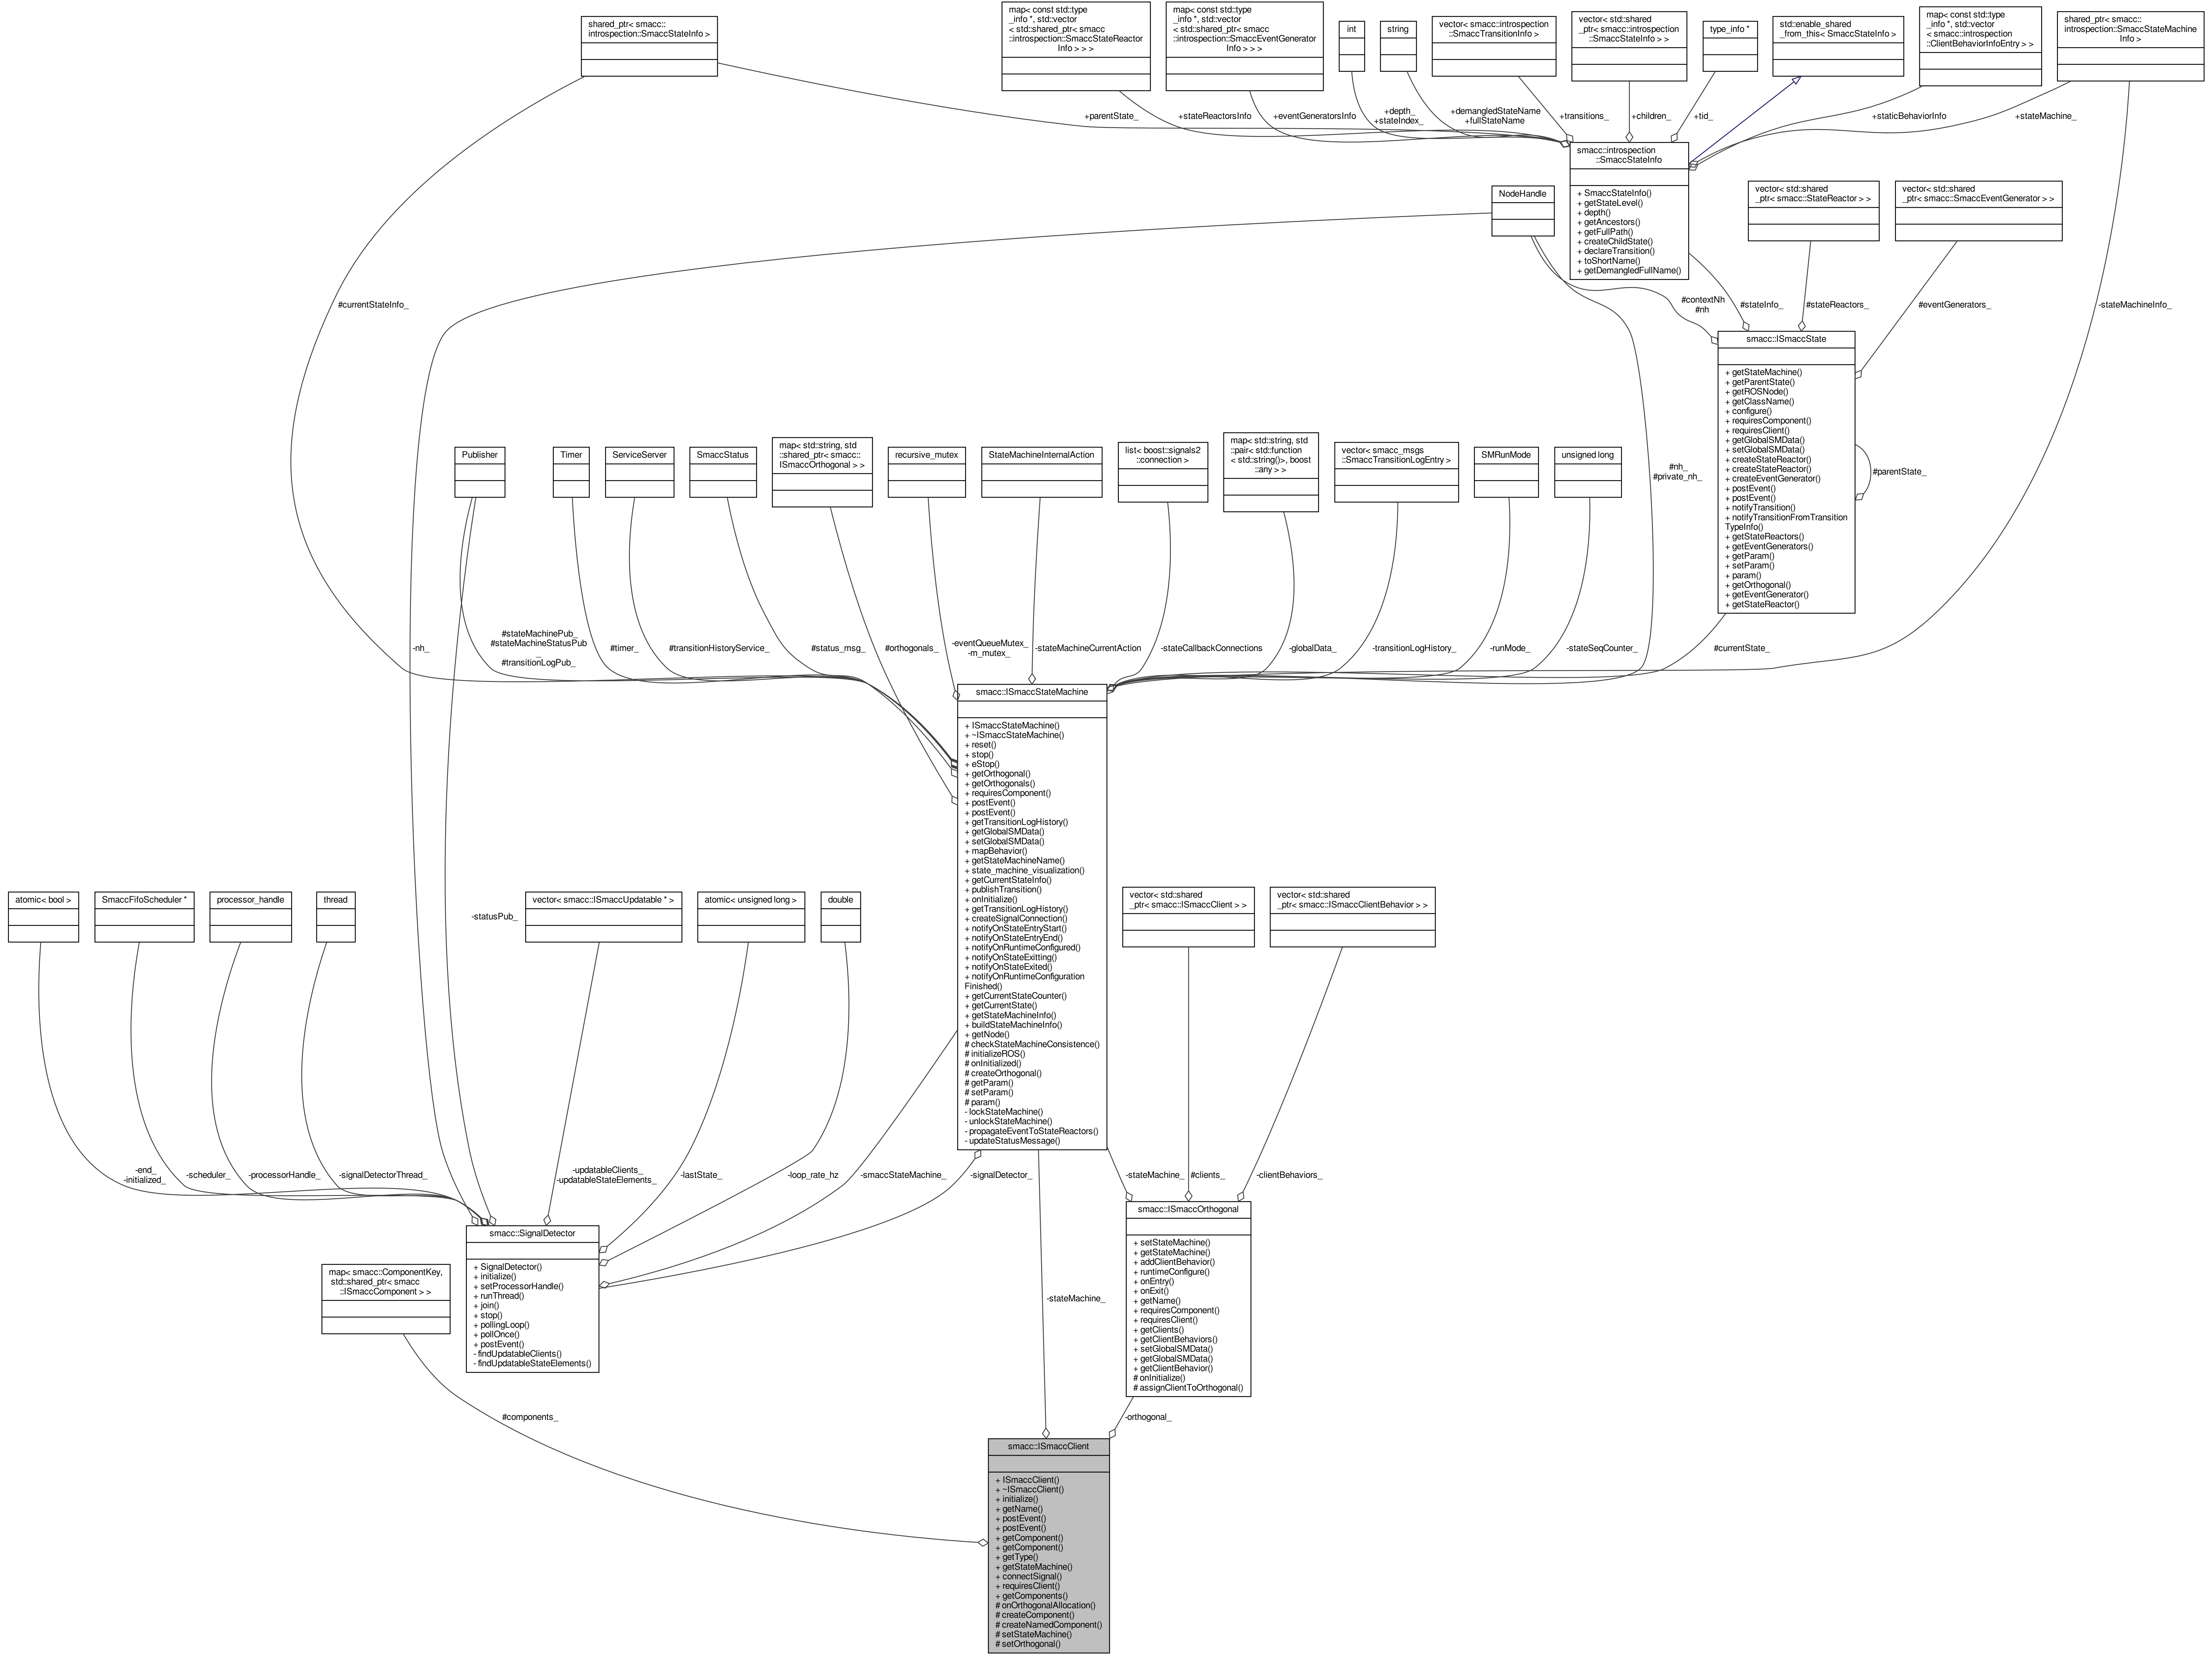 shared_ptr< smacc::
introspection::SmaccStateInfo >
map< const std::type
_info *, std::vector
< std::shared_ptr< smacc
::introspection::SmaccStateReactor
Info > > >
map< const std::type
_info *, std::vector
< std::shared_ptr< smacc
::introspection::SmaccEventGenerator
Info > > >
int
string
vector< smacc::introspection
::SmaccTransitionInfo >
vector< std::shared
_ptr< smacc::introspection
::SmaccStateInfo > >
type_info *
std::enable_shared
_from_this< SmaccStateInfo >
map< const std::type
_info *, std::vector
< smacc::introspection
::ClientBehaviorInfoEntry > >
shared_ptr< smacc::
introspection::SmaccStateMachine
Info >
+parentState_
+stateReactorsInfo
+eventGeneratorsInfo
+depth_
+stateIndex_
+demangledStateName
+fullStateName
+transitions_
+children_
+tid_
+staticBehaviorInfo
+stateMachine_
smacc::introspection
::SmaccStateInfo
+ SmaccStateInfo()
+ getStateLevel()
+ depth()
+ getAncestors()
+ getFullPath()
+ createChildState()
+ declareTransition()
+ toShortName()
+ getDemangledFullName()
NodeHandle
vector< std::shared
_ptr< smacc::StateReactor > >
vector< std::shared
_ptr< smacc::SmaccEventGenerator > >
#currentStateInfo_
#contextNh
#nh
#stateInfo_
#stateReactors_
#eventGenerators_
-stateMachineInfo_
smacc::ISmaccState
+ getStateMachine()
+ getParentState()
+ getROSNode()
+ getClassName()
+ configure()
+ requiresComponent()
+ requiresClient()
+ getGlobalSMData()
+ setGlobalSMData()
+ createStateReactor()
+ createStateReactor()
+ createEventGenerator()
+ postEvent()
+ postEvent()
+ notifyTransition()
+ notifyTransitionFromTransition
TypeInfo()
+ getStateReactors()
+ getEventGenerators()
+ getParam()
+ setParam()
+ param()
+ getOrthogonal()
+ getEventGenerator()
+ getStateReactor()
#parentState_
Publisher
Timer
ServiceServer
SmaccStatus
map< std::string, std
::shared_ptr< smacc::
ISmaccOrthogonal > >
recursive_mutex
StateMachineInternalAction
list< boost::signals2
::connection >
map< std::string, std
::pair< std::function
< std::string()>, boost
::any > >
vector< smacc_msgs
::SmaccTransitionLogEntry >
SMRunMode
unsigned long
#nh_
#private_nh_
-nh_
#stateMachinePub_
#stateMachineStatusPub
_
#transitionLogPub_
#timer_
#transitionHistoryService_
#status_msg_
#orthogonals_
-eventQueueMutex_
-m_mutex_
-stateMachineCurrentAction
-stateCallbackConnections
-globalData_
-transitionLogHistory_
-runMode_
-stateSeqCounter_
#currentState_
smacc::ISmaccStateMachine
+ ISmaccStateMachine()
+ ~ISmaccStateMachine()
+ reset()
+ stop()
+ eStop()
+ getOrthogonal()
+ getOrthogonals()
+ requiresComponent()
+ postEvent()
+ postEvent()
+ getTransitionLogHistory()
+ getGlobalSMData()
+ setGlobalSMData()
+ mapBehavior()
+ getStateMachineName()
+ state_machine_visualization()
+ getCurrentStateInfo()
+ publishTransition()
+ onInitialize()
+ getTransitionLogHistory()
+ createSignalConnection()
+ notifyOnStateEntryStart()
+ notifyOnStateEntryEnd()
+ notifyOnRuntimeConfigured()
+ notifyOnStateExitting()
+ notifyOnStateExited()
+ notifyOnRuntimeConfiguration
Finished()
+ getCurrentStateCounter()
+ getCurrentState()
+ getStateMachineInfo()
+ buildStateMachineInfo()
+ getNode()
# checkStateMachineConsistence()
# initializeROS()
# onInitialized()
# createOrthogonal()
# getParam()
# setParam()
# param()
- lockStateMachine()
- unlockStateMachine()
- propagateEventToStateReactors()
- updateStatusMessage()
atomic< bool >
SmaccFifoScheduler *
processor_handle
thread
-statusPub_
vector< smacc::ISmaccUpdatable * >
atomic< unsigned long >
double
vector< std::shared
_ptr< smacc::ISmaccClient > >
vector< std::shared
_ptr< smacc::ISmaccClientBehavior > >
-end_
-initialized_
-scheduler_
-processorHandle_
-signalDetectorThread_
-updatableClients_
-updatableStateElements_
-lastState_
-loop_rate_hz
-smaccStateMachine_
-signalDetector_
-stateMachine_
#clients_
-clientBehaviors_
smacc::SignalDetector
+ SignalDetector()
+ initialize()
+ setProcessorHandle()
+ runThread()
+ join()
+ stop()
+ pollingLoop()
+ pollOnce()
+ postEvent()
- findUpdatableClients()
- findUpdatableStateElements()
smacc::ISmaccOrthogonal
+ setStateMachine()
+ getStateMachine()
+ addClientBehavior()
+ runtimeConfigure()
+ onEntry()
+ onExit()
+ getName()
+ requiresComponent()
+ requiresClient()
+ getClients()
+ getClientBehaviors()
+ setGlobalSMData()
+ getGlobalSMData()
+ getClientBehavior()
# onInitialize()
# assignClientToOrthogonal()
map< smacc::ComponentKey,
std::shared_ptr< smacc
::ISmaccComponent > >
-stateMachine_
#components_
-orthogonal_
smacc::ISmaccClient
+ ISmaccClient()
+ ~ISmaccClient()
+ initialize()
+ getName()
+ postEvent()
+ postEvent()
+ getComponent()
+ getComponent()
+ getType()
+ getStateMachine()
+ connectSignal()
+ requiresClient()
+ getComponents()
# onOrthogonalAllocation()
# createComponent()
# createNamedComponent()
# setStateMachine()
# setOrthogonal()